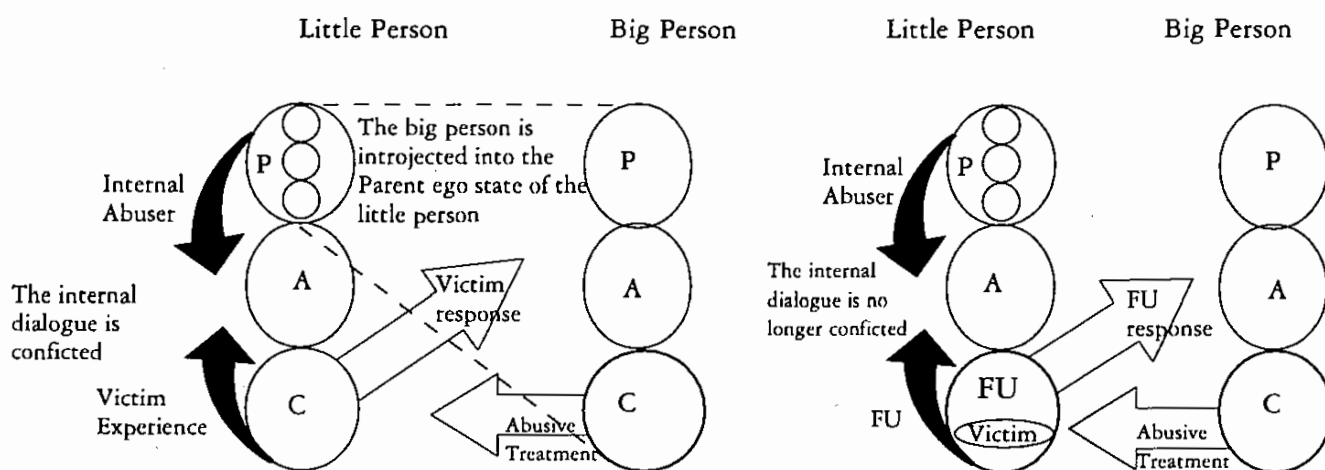 Little Person
Big Person
P
The big person is
introjected into the
Parent ego state of the
little person
Internal
Abuser
A
The internal
dialogue is
conficted
Victim
response
C
Victim
Experience
Abusive
Treatment
P
A
C
Little Person
Big Person
P
Internal
Abuser
A
The internal
dialogue is no
longer conficted
FU
response
FU
Victim
FU
Abusive
Treatment
P
A
C